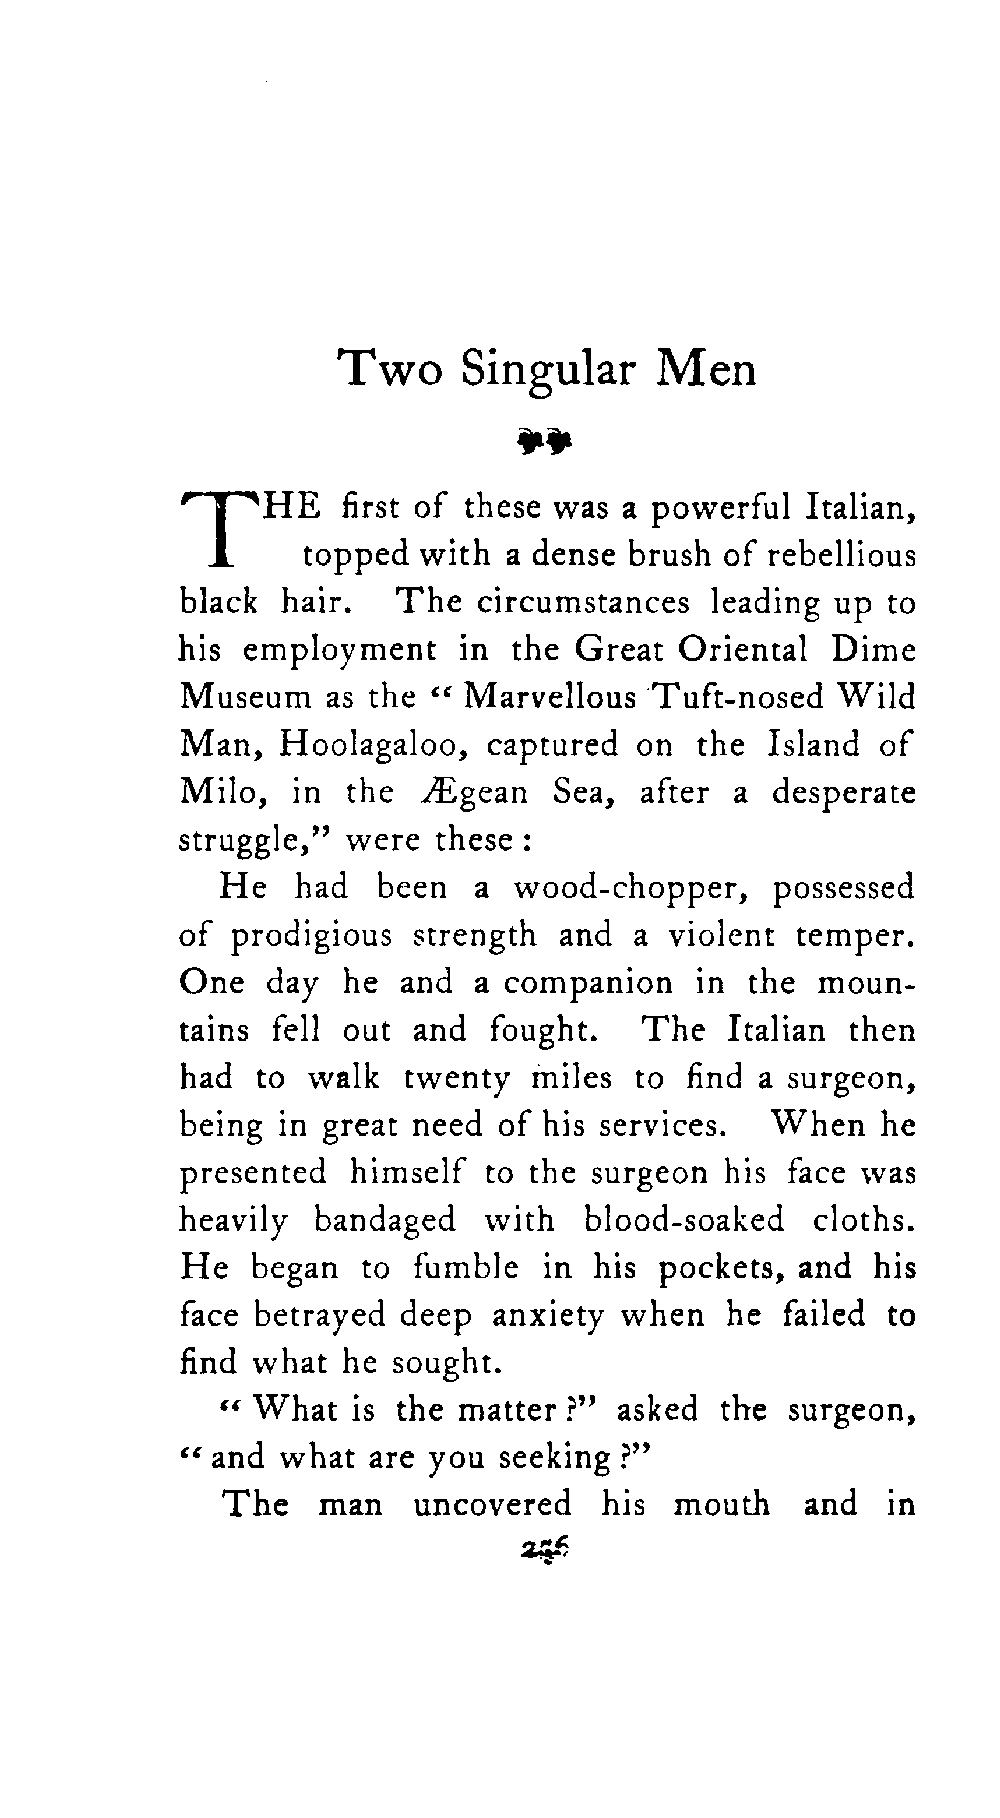 Two Singular Men
THE first of these was a powerful Italian,
topped with a dense brush of rebellious
black hair. The circumstances leading up to
his employment in the Great Oriental Dime
Museum as the “ Marvellous Tuft-nosed Wild
Man, Hoolagaloo, captured on the Island of
Milo, in the Ægean Sea, after a desperate
struggle,” were these :
He had been a wood-chopper, possessed
of prodigious strength and a violent temper.
One day he and a companion in the moun-
tains fell out and fought. The Italian then
had to walk twenty miles to find a surgeon,
being in great need of his services. When he
presented himself to the surgeon his face was
heavily bandaged with blood-soaked cloths.
He began to fumble in his pockets, and his
face betrayed deep anxiety when he failed to
find what he sought.
“ What is the matter ?” asked the surgeon,
“ and what are you seeking ?”
The man uncovered his mouth and in